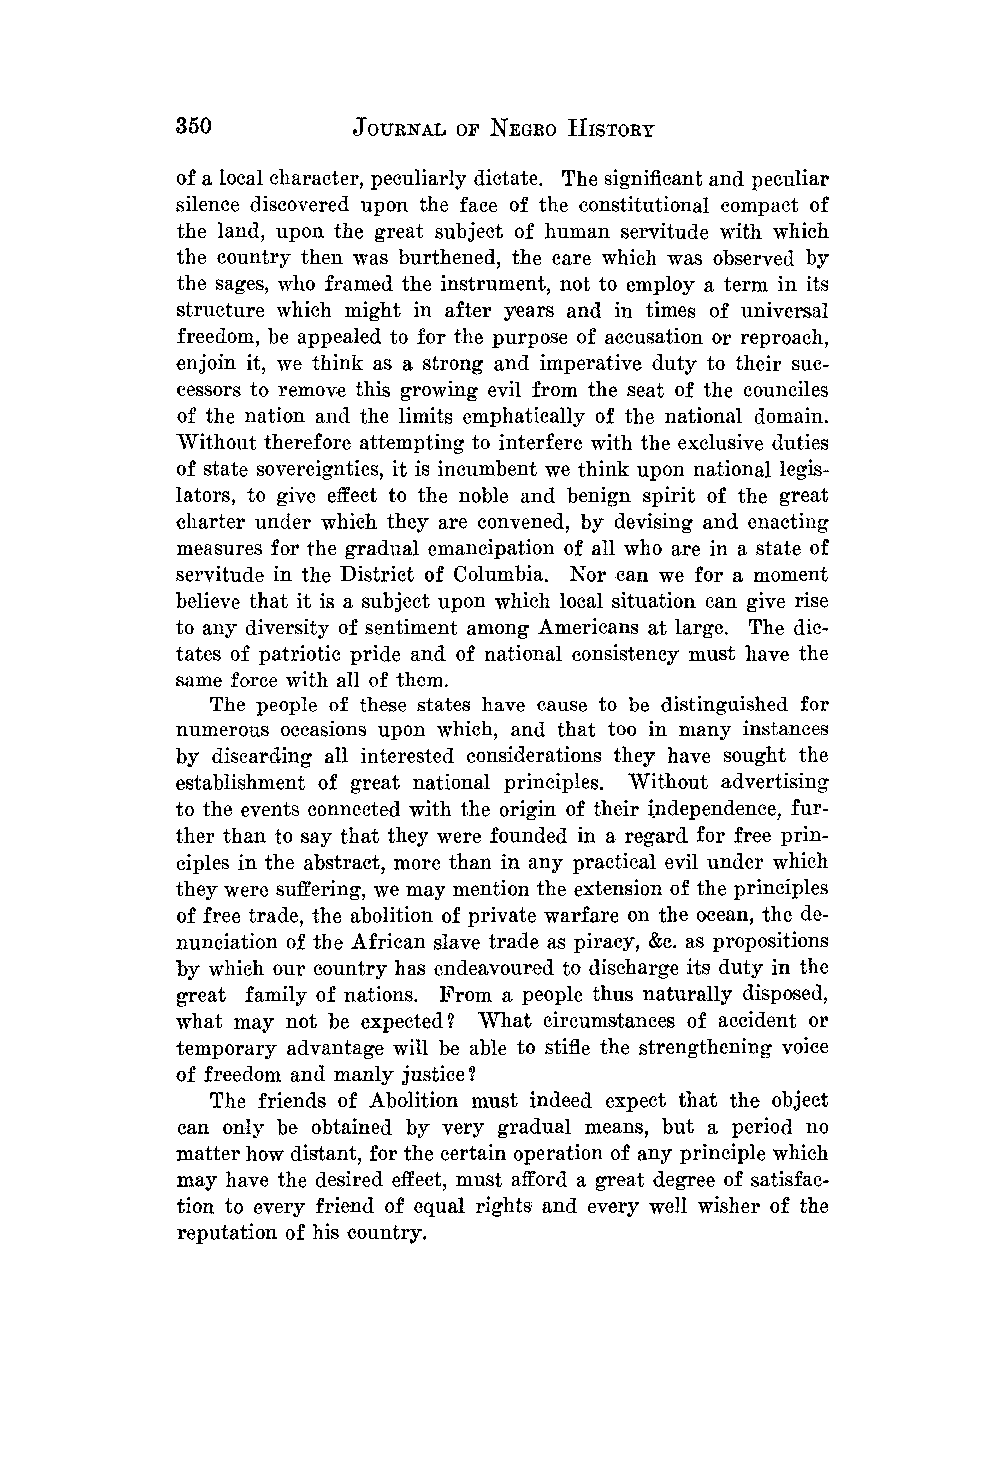 350 JOURNAL OF NEGRO HISTORY
of a local character, peculiarly dictate. The significant and peculiar
silence discovered upon the face of the constitutional compact of
the land, upon the great subject of human servitude with which
the country then was burthened, the care which was observed by
the sages, who framed the instrument, not to employ a term in its
structure which might in after years and in times of universal
freedom, be appealed to for the purpose of accusation or reproach,
enjoin it, we think as a strong and imperative duty to their suc-
cessors to remove this growing evil from the seat of the counciles
of the nation and the limits emphatically of the national domain.
Without therefore attempting to interfere with the exclusive duties
of state sovereignties, it is incumbent we think upon national legis-
lators, to give effect to the noble and benign spirit of the great
charter under which they are convened, by devising and enacting
measures for the gradual emancipation of all who are in a state of
servitude in the District of Columbia. Nor can we for a moment
believe that it is a subject upon which local situation can give rise
to any diversity of sentiment among Americans at large. The dic-
tates of patriotic pride and of national consistency must have the
same force with all of them.
The people of these states have cause to be distinguished for
numerous occasions upon which, and that too in many instances
by discarding all interested considerations they have sought the
establishment of great national principles. Without advertising
to the events connected with the origin of their independence, fur-
ther than to say that they were founded in a regard for free prin-
ciples in the abstract, more than in any practical evil under which
they were suffering, we may mention the extension of the principles
of free trade, the abolition of private warfare on the ocean, the de-
nunciation of the African slave trade as piracy, &c. as propositions
by which our country has endeavoured to discharge its duty in the
great family of nations. From a people thus naturally disposed,
what may not be expected? What circumstances of accident or
temporary advantage will be able to stifle the strengthening voice
of freedom and manly justice?
The friends of Abolition must indeed expect that the object
can only be obtained by very gradual means, but a period no
matter how distant, for the certain operation of any principle which
may have the desired effect, must afford a great degree of satisfac-
tion to every friend of equal rights and every well wisher of the
reputation of his country.